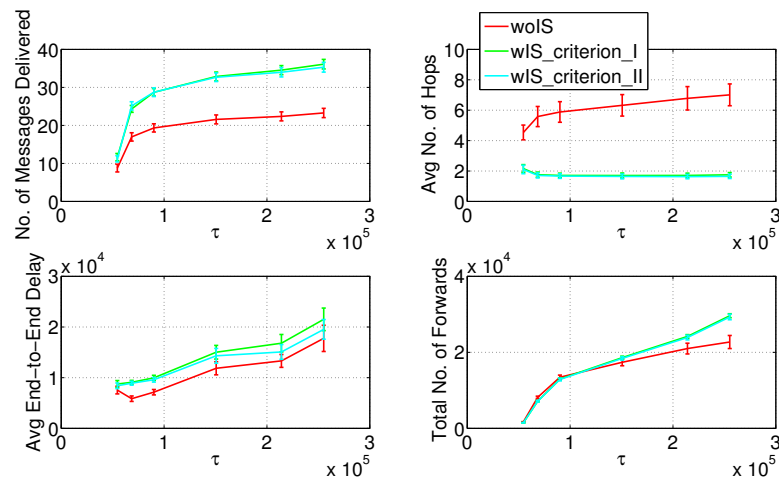 woIS
wIS_criterion_I
wIS_criterion_II
No. of Messages Delivered
40
30
20
10
0
0 1 2 3
τ
x 10^5
Avg No. of Hops
10
8
6
4
2
0
0 1 2 3
τ
x 10^5
Avg End−to−End Delay
x 10^4
3
2
1
0
0 1 2 3
τ
x 10^5
Total No. of Forwards
x 10^4
4
2
0
0 1 2 3
τ
x 10^5